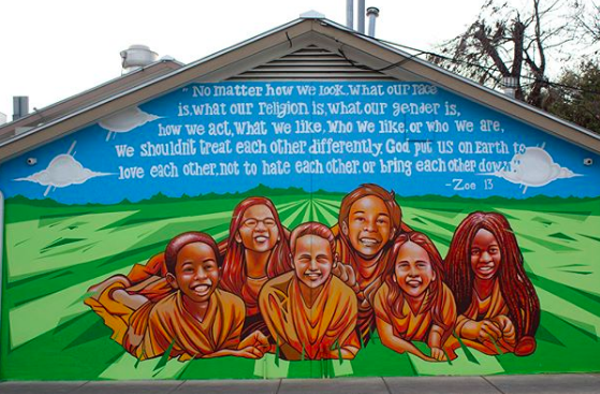 "No matter how we look, what our race
is, what our religion is, what our gender is,
how we act, what we like, who we like, or who we are,
we shouldn't treat each other differently. God put us on Earth to
love each other, not to hate each other, or bring each other down."
-Zoe 13